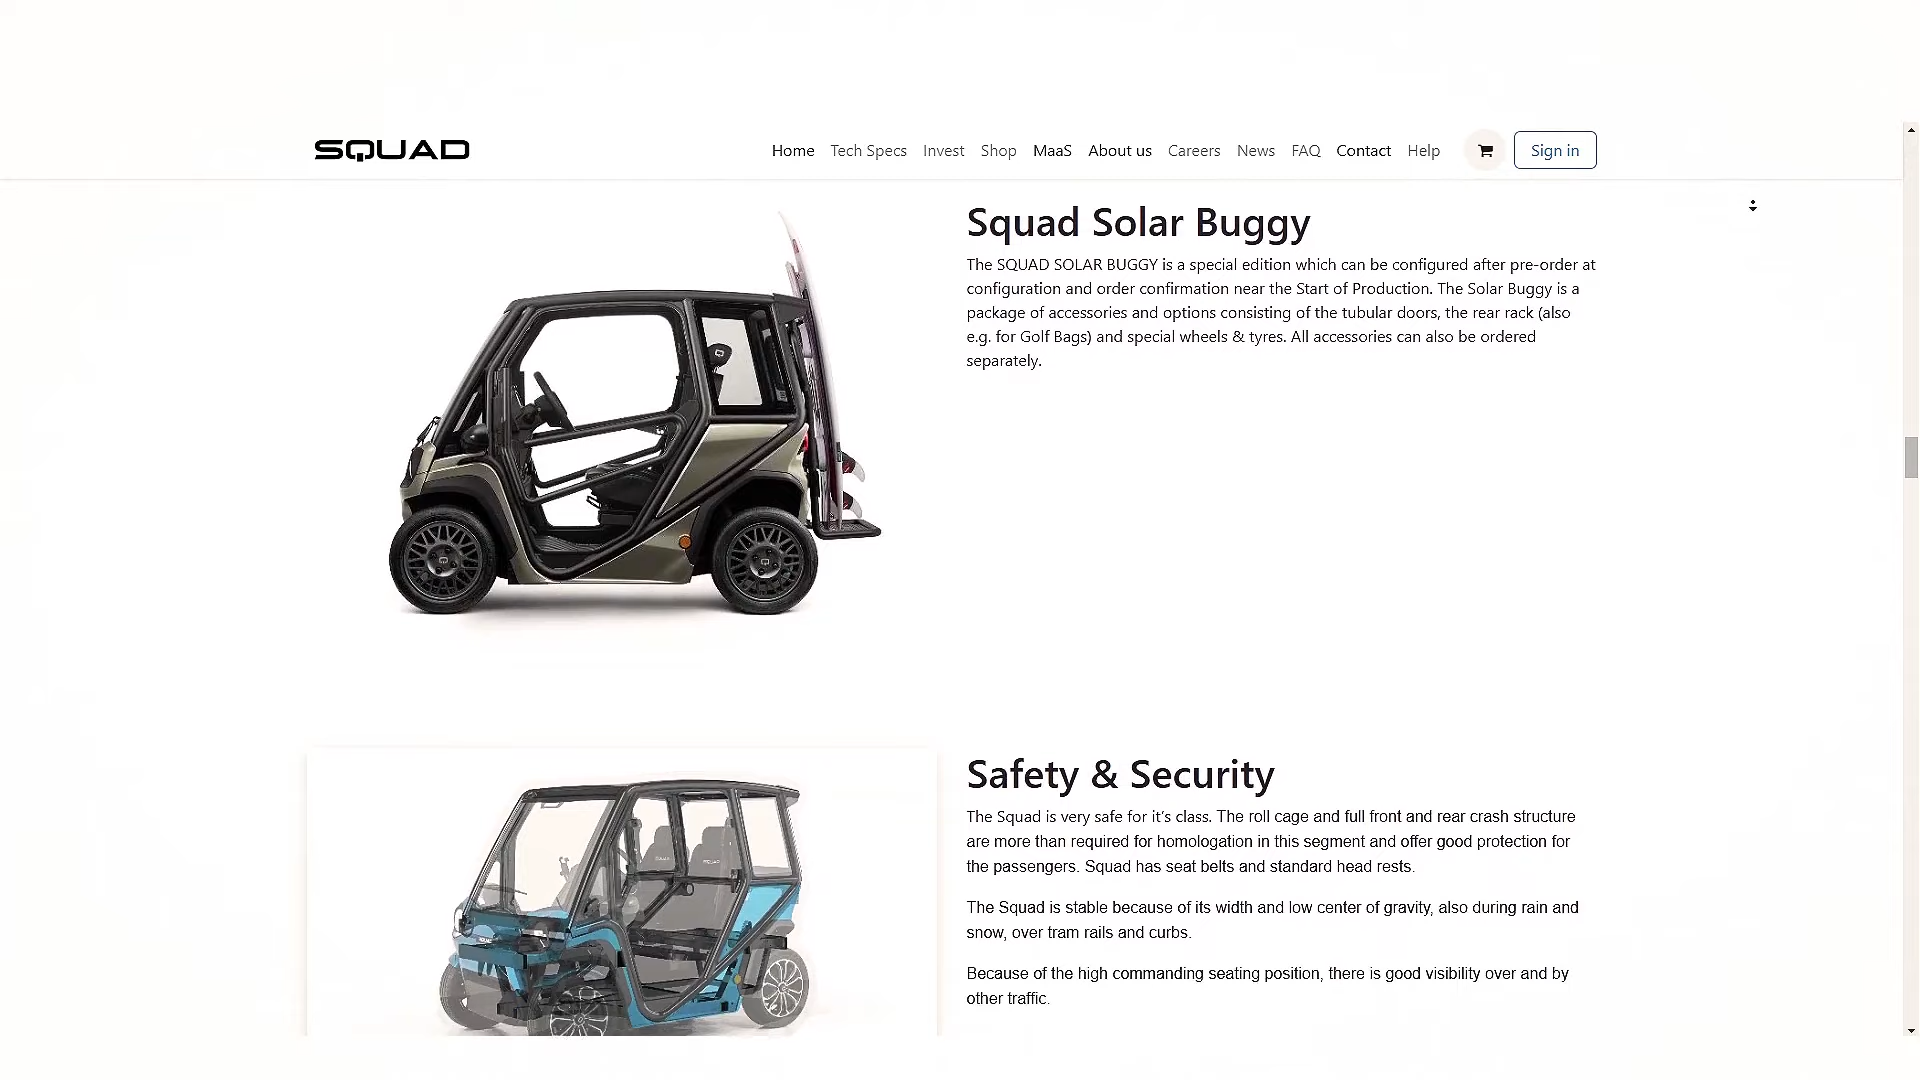 SQUAD
Home Tech Specs Invest Shop MaaS About us Careers News FAQ Contact Help Sign in
Squad Solar Buggy
The SQUAD SOLAR BUGGY is a special edition which can be configured after pre-order at
configuration and order confirmation near the Start of Production. The Solar Buggy is a
package of accessories and options consisting of the tubular doors, the rear rack (also
e.g. for Golf Bags) and special wheels & tyres. All accessories can also be ordered
separately.
Safety & Security
The Squad is very safe for it’s class. The roll cage and full front and rear crash structure
are more than required for homologation in this segment and offer good protection for
the passengers. Squad has seat belts and standard head rests.
The Squad is stable because of its width and low center of gravity, also during rain and
snow, over tram rails and curbs.
Because of the high commanding seating position, there is good visibility over and by
other traffic.